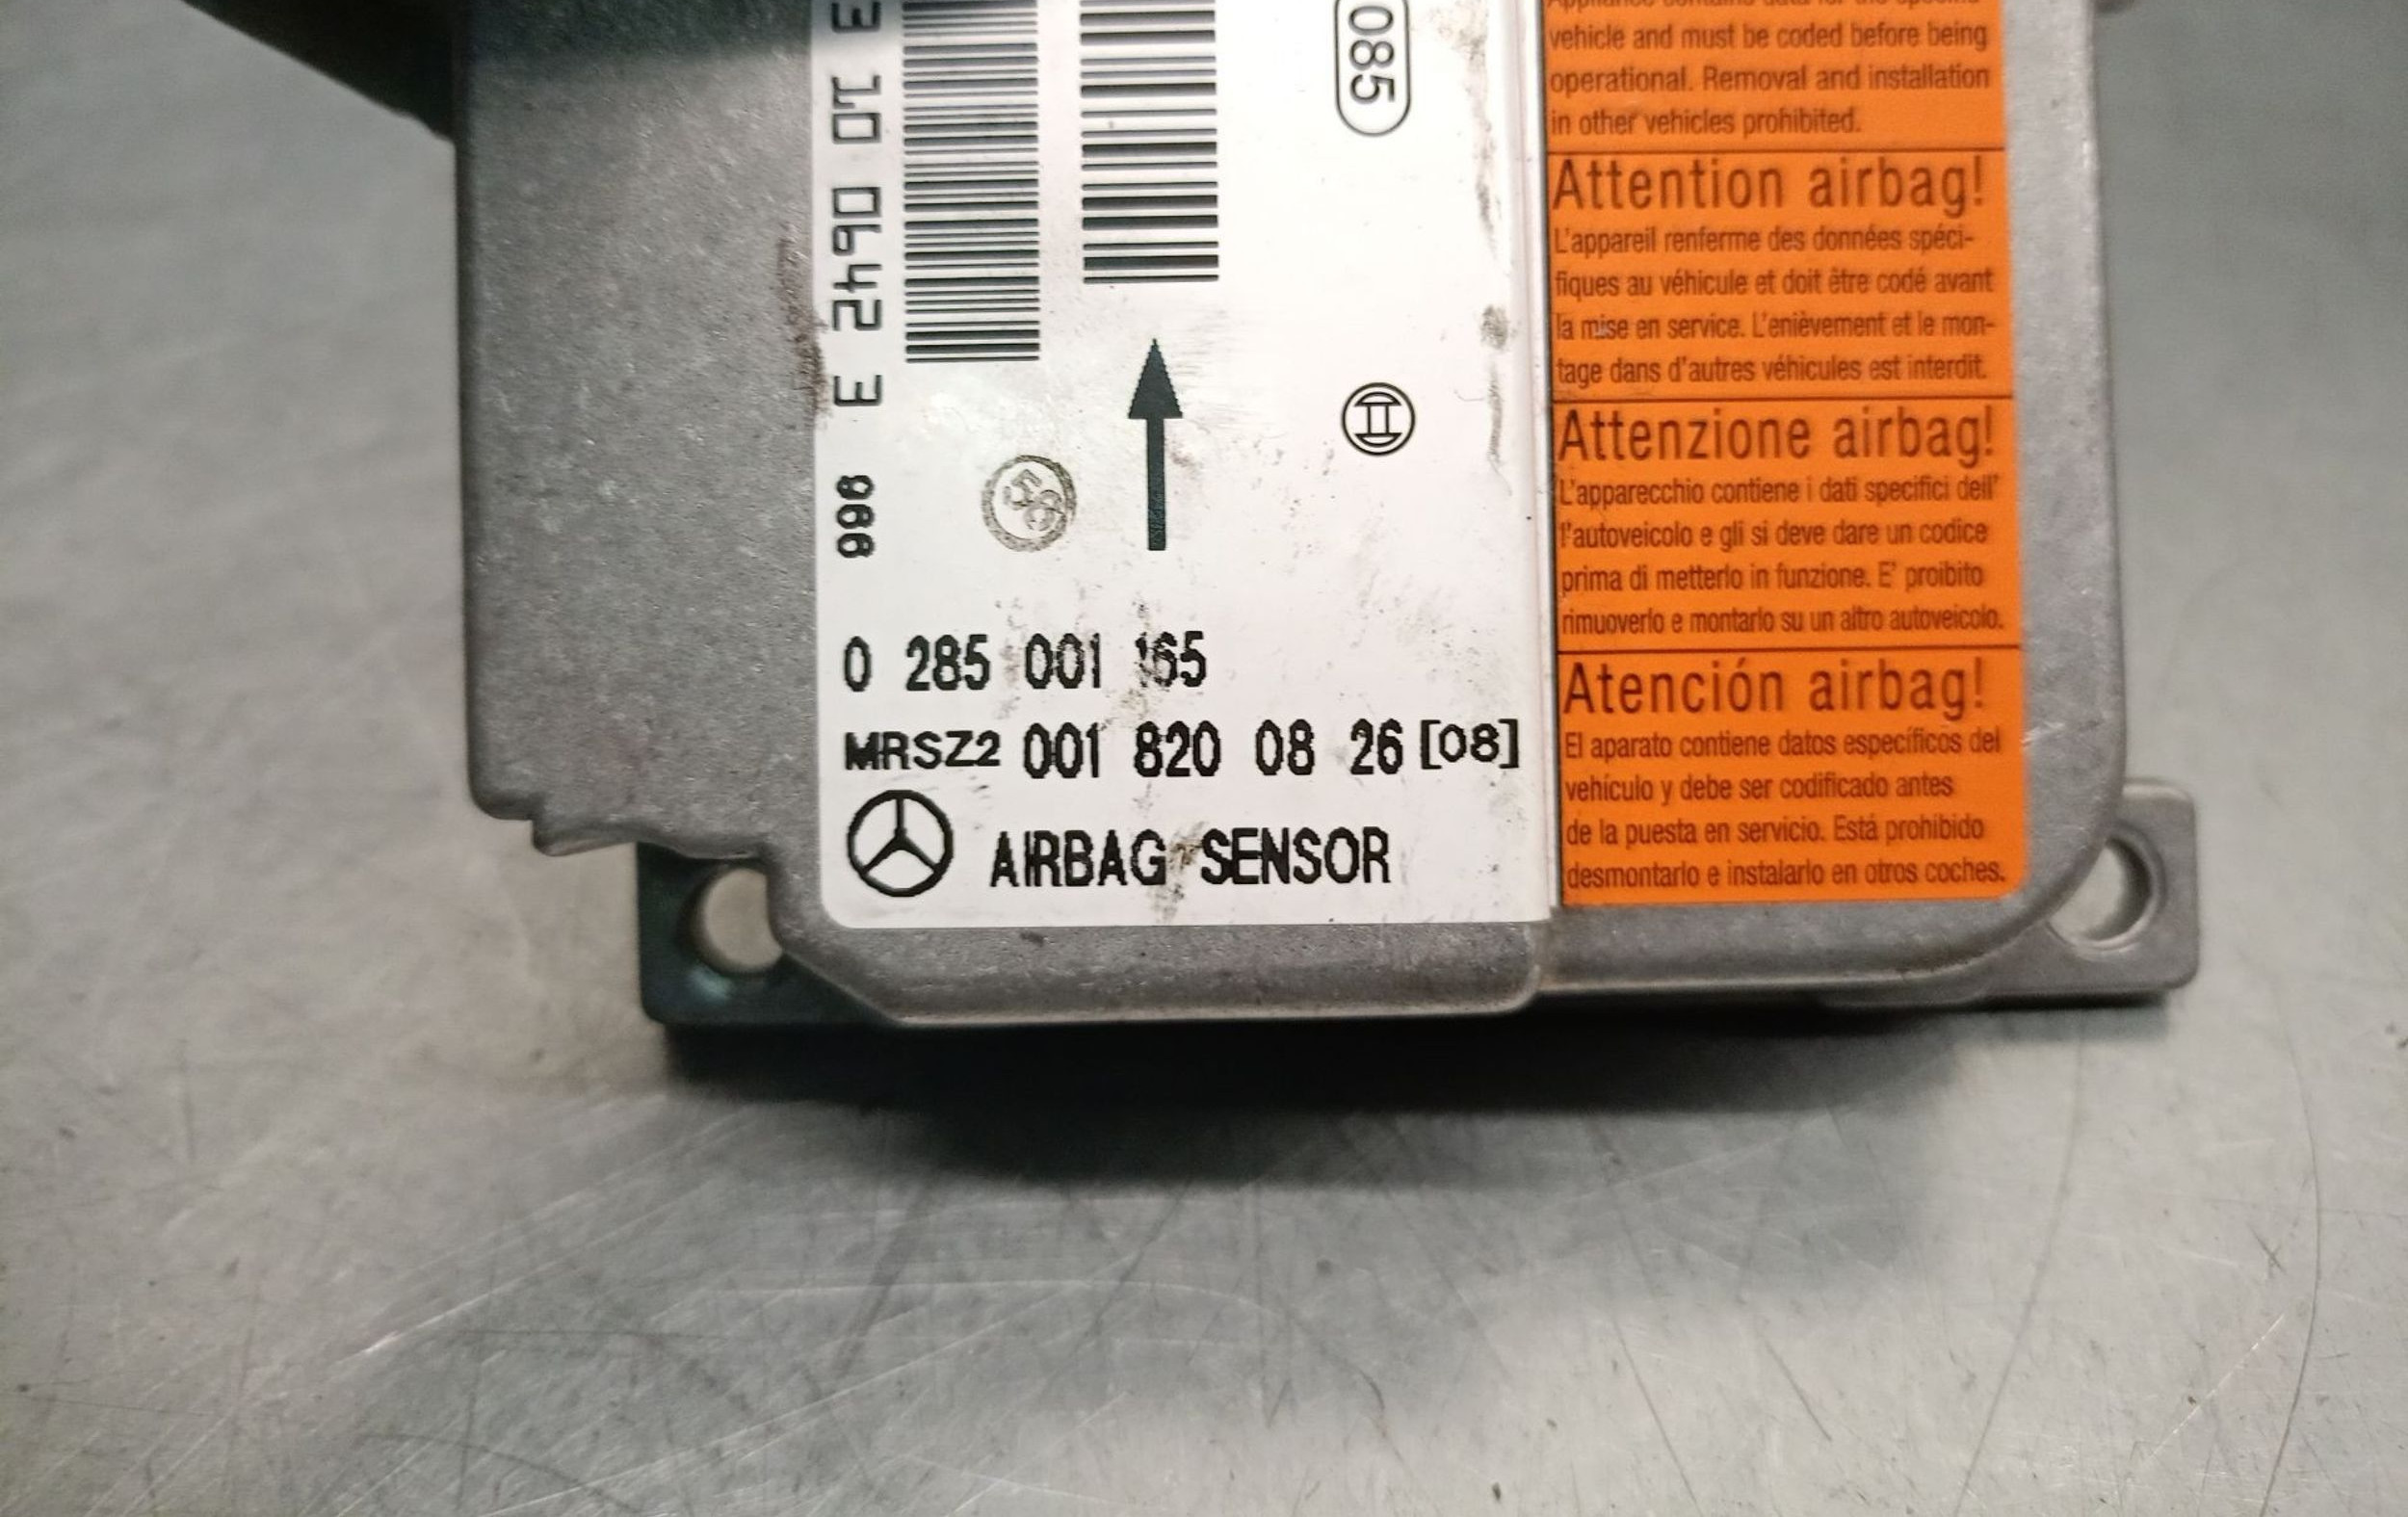 3 2490 10 E
996
085
58
0 285 001 165
MRSZ2 001 820 08 26 [08]
AIRBAG SENSOR
vehicle and must be coded before being
operational. Removal and installation
in other vehicles prohibited.
Attention airbag!
L'appareil renferme des données spéci-
fiques au véhicule et doit être codé avant
la mise en service. L'enièvement et le mon-
tage dans d'autres véhicules est interdit.
Attenzione airbag!
L'apparecchio contiene i dati specifici dell'
l'autoveicolo e gli si deve dare un codice
prima di metterlo in funzione. E' proibito
rimuoverlo e montarlo su un altro autoveicolo.
Atención airbag!
El aparato contiene datos específicos del
vehículo y debe ser codificado antes
de la puesta en servicio. Está prohibido
desmontarlo e instalarlo en otros coches.